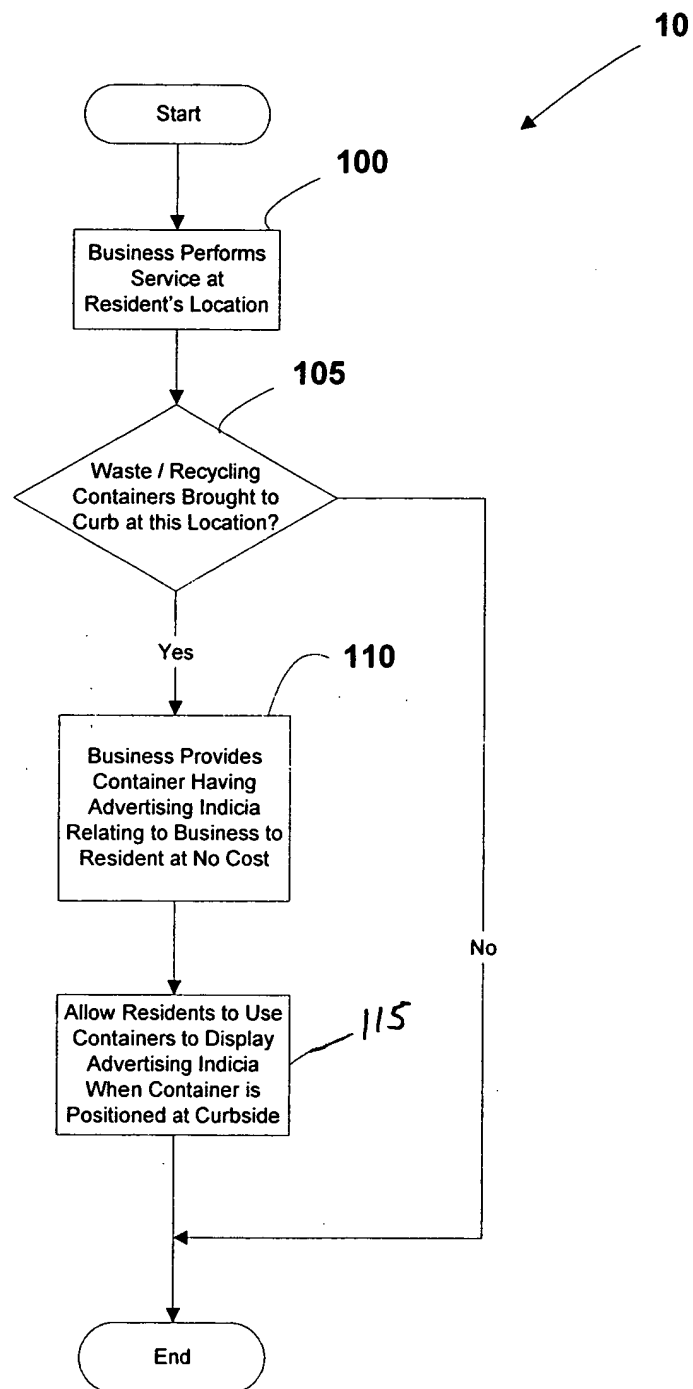 10
Start
100
Business Performs
Service at
Resident's Location
105
Waste / Recycling
Containers Brought to
Curb at this Location?
Yes
110
Business Provides
Container Having
Advertising Indicia
Relating to Business to
Resident at No Cost
No
Allow Residents to Use
Containers to Display
Advertising Indicia
When Container is
Positioned at Curbside
115
End